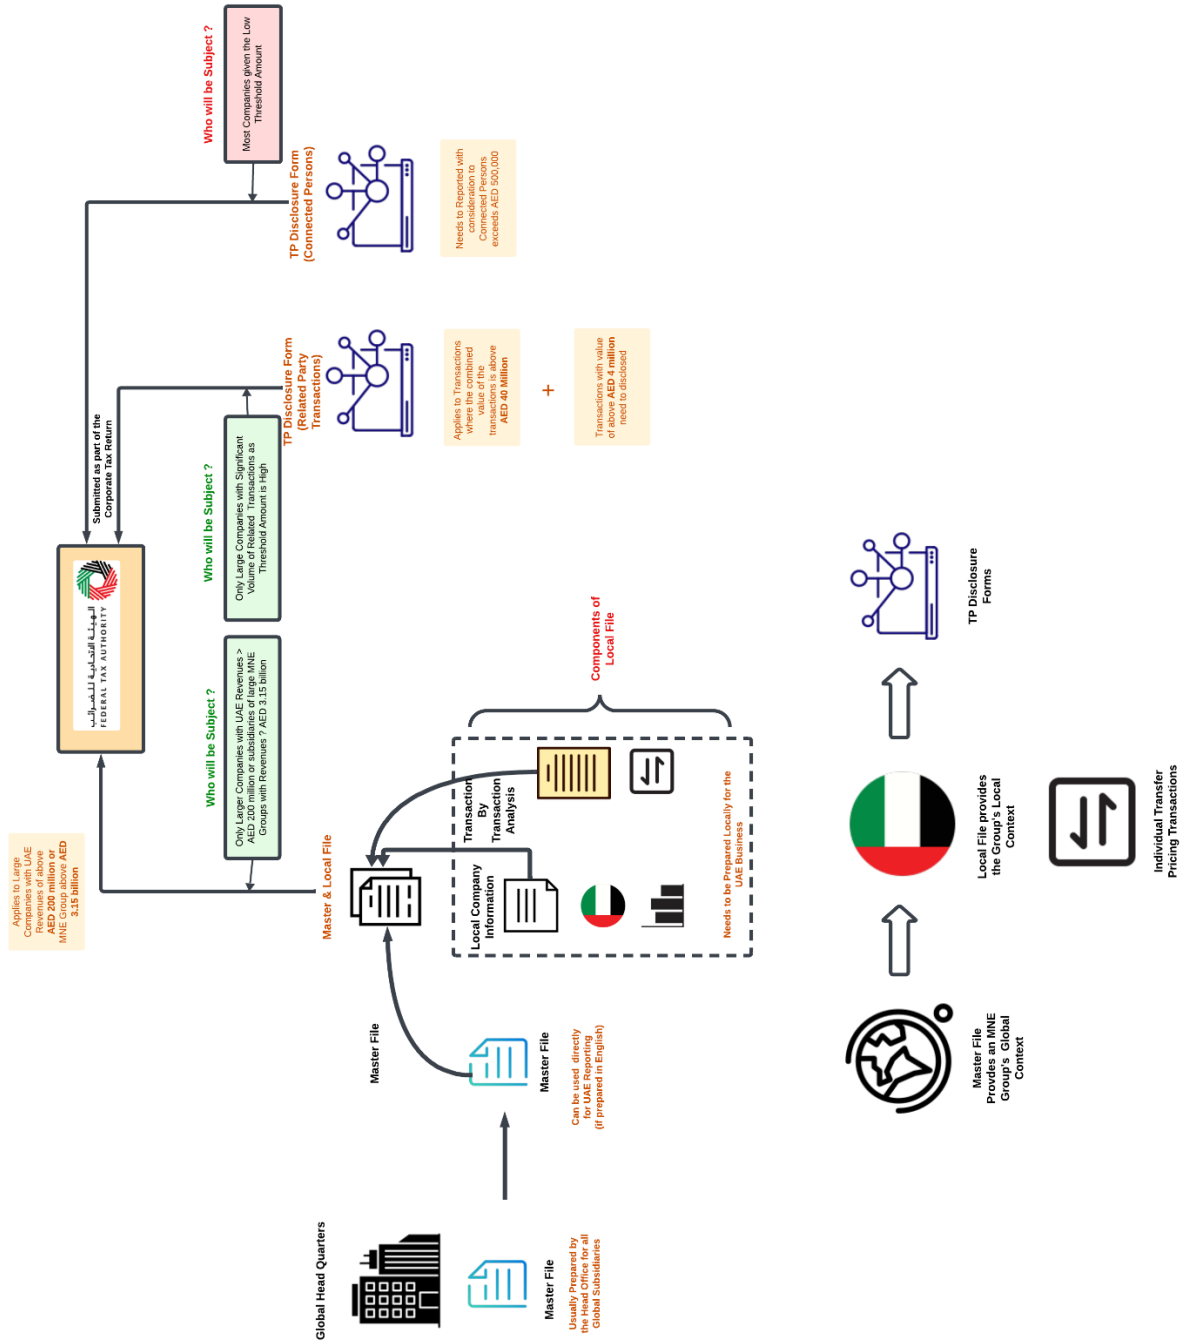 Applies to Large
Companies with UAE
Revenues of above
AED 200 million or
MNE Group above AED
3.15 billion
الهيئة الاتحادية للضرائب
FEDERAL TAX AUTHORITY
Submitted as part of the
Corporate Tax Return
Who will be Subject ?
Only Larger Companies with UAE Revenues >
AED 200 million or subsidiaries of large MNE
Groups with Revenues ? AED 3.15 billion
Who will be Subject ?
Only Large Companies with Significant
Volume of Related Transactions as
Threshold Amount is High
Who will be Subject ?
Most Companies given the Low
Threshold Amount
Global Head Quarters
Master File
Usually Prepared by
the Head Office for all
Global Subsidiaries
Master File
Master File
Can be used directly
for UAE Reporting
(if prepared in English)
Master & Local File
Local Company
Information
Transaction
By
Transaction
Analysis
Needs to be Prepared Locally for the
UAE Business
Components of
Local File
TP Disclosure Form
(Related Party
Transactions)
Applies to Transactions
where the combined
value of the
transactions is above
AED 40 Million
+
Transactions with value
of above AED 4 million
need to disclosed
TP Disclosure Form
(Connected Persons)
Needs to Reported with
consideration to
Connected Persons
exceeds AED 500,000
Master File
Provdes an MNE
Group's Global
Context
Local File provides
the Group's Local
Context
TP Disclosure
Forms
Individual Transfer
Pricing Transactions